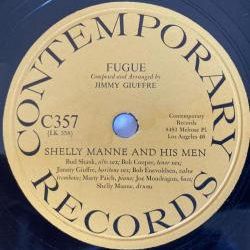 CONTEMPORARY
FUGUE
Composed and Arranged by
JIMMY GIUFFRE
C357
(LK 358)
Contemporary
Records
8481 Melrose Pl.
Los Angeles 46
SHELLY MANNE AND HIS MEN
Bud Shank, alto sax; Bob Cooper, tenor sax;
Jimmy Giuffre, baritone sax; Bob Enevoldsen, valve
trombone; Marty Paich, piano; Joe Mondragon, bass;
Shelly Manne, drums
RECORDS